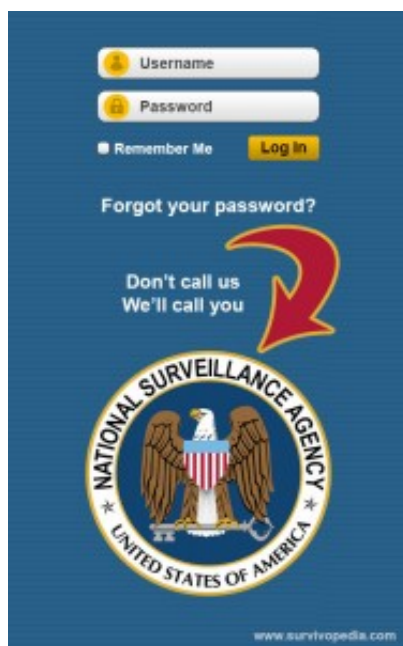 Username
Password
Remember Me
Log In
Forgot your password?
Don't call us
We'll call you
NATIONAL SURVEILLANCE AGENCY
UNITED STATES OF AMERICA
www.survivopedia.com